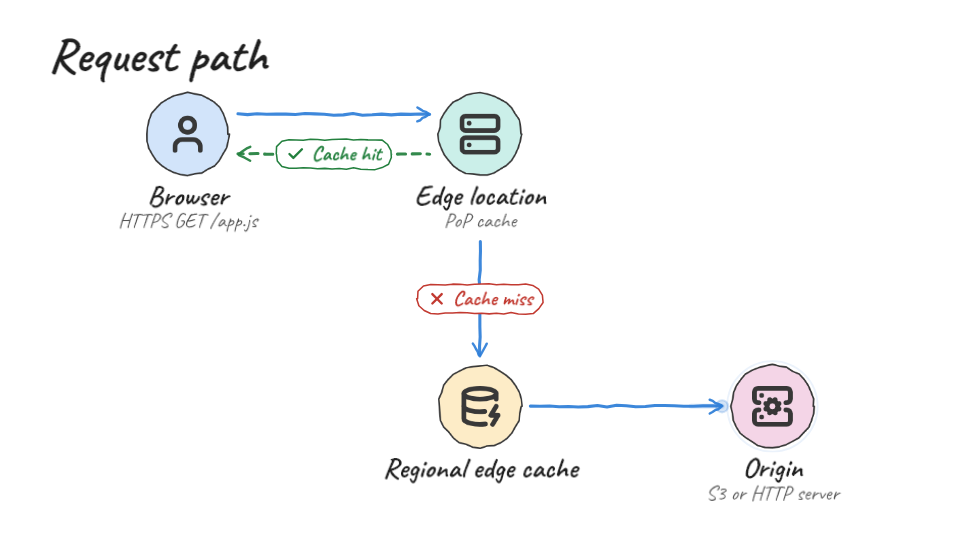 Request path
Cache hit
Browser
HTTPS GET /app.js
Edge location
PoP cache
Cache miss
Regional edge cache
Origin
S3 or HTTP server